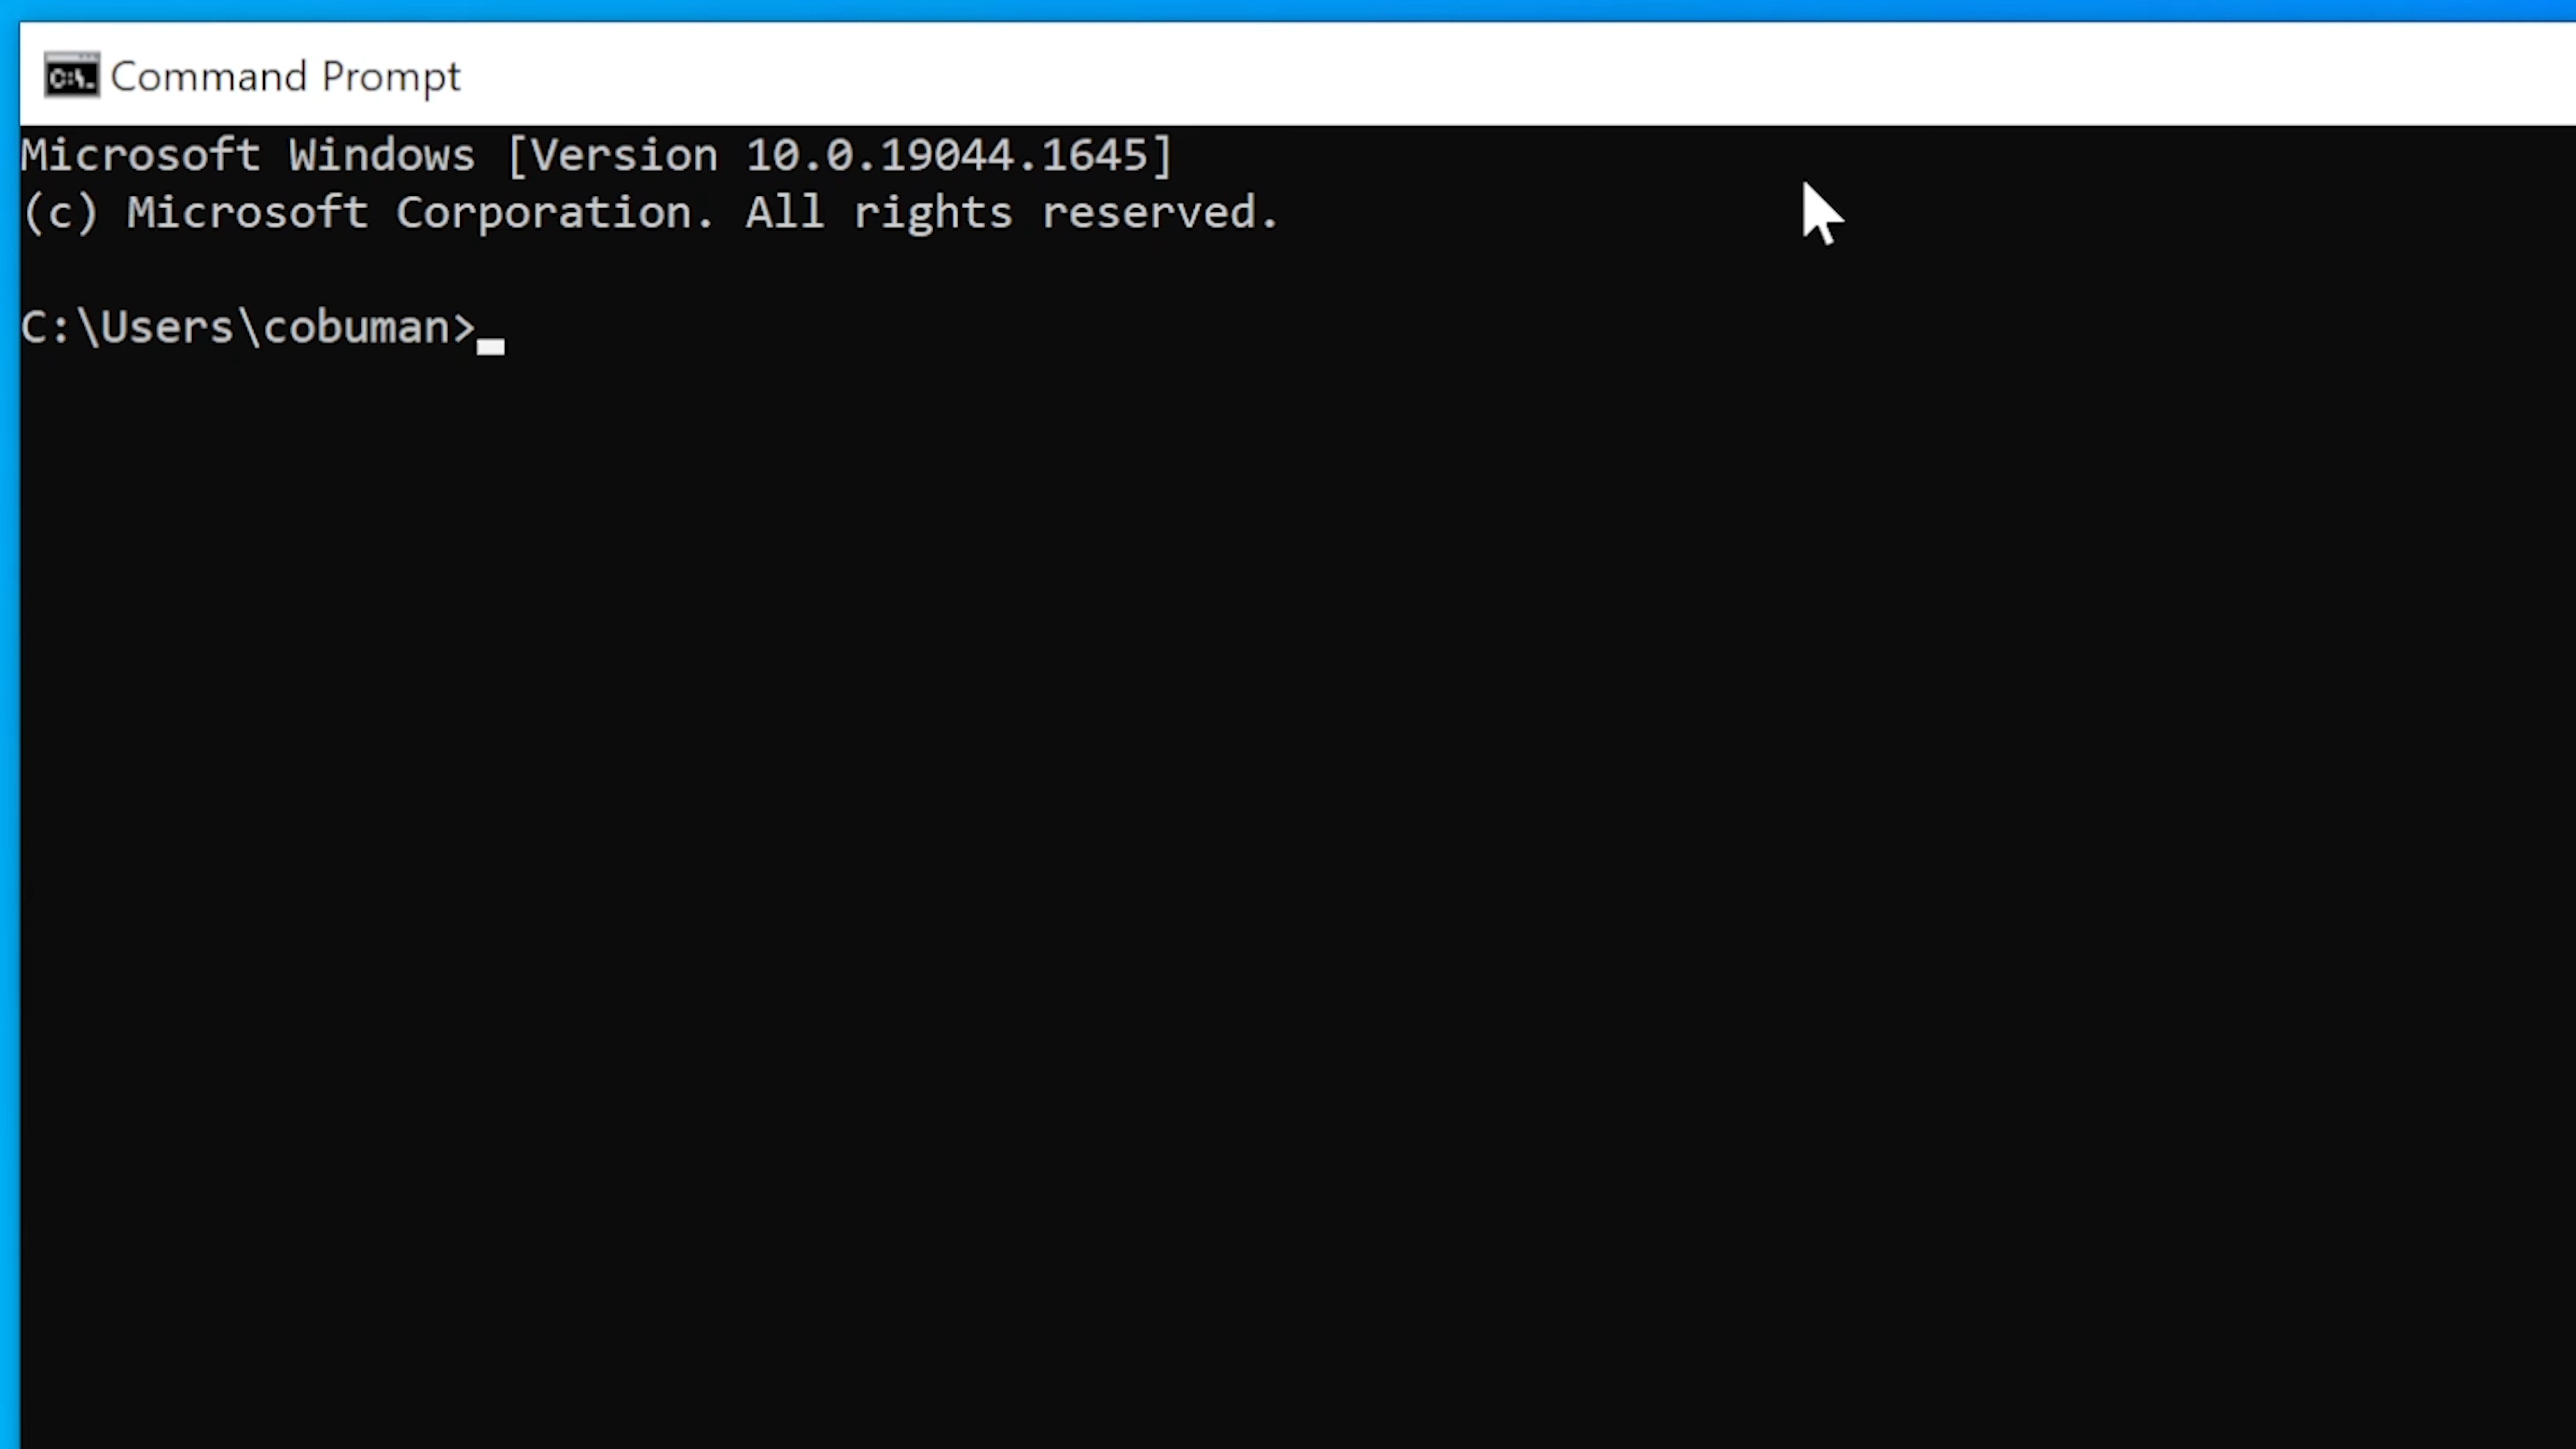 Command Prompt
Microsoft Windows [Version 10.0.19044.1645]
(c) Microsoft Corporation. All rights reserved.
C:\Users\cobuman>